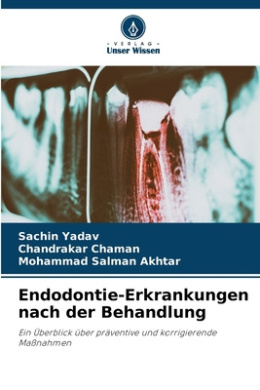 VERLAG
Unser Wissen
Sachin Yadav
Chandrakar Chaman
Mohammad Salman Akhtar
Endodontie-Erkrankungen
nach der Behandlung
Ein Überblick über präventive und korrigierende
Maßnahmen